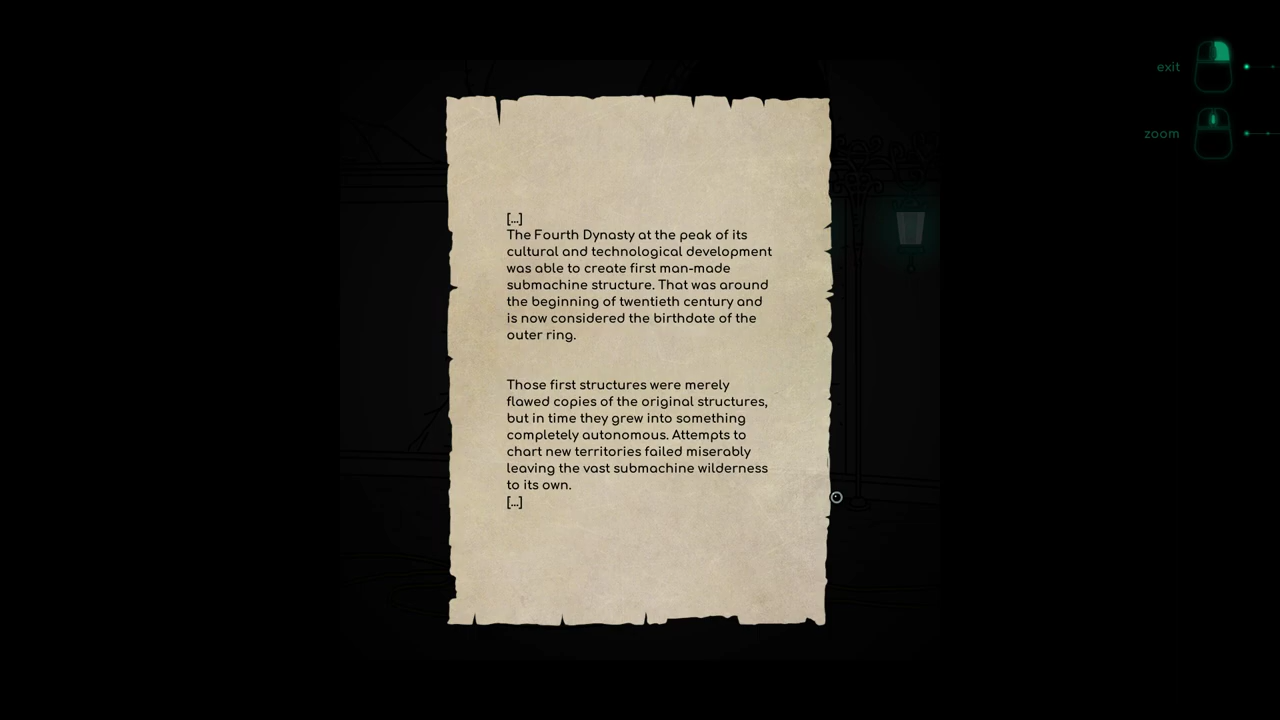 exit
zoom
[...]
The Fourth Dynasty at the peak of its
cultural and technological development
was able to create first man-made
submachine structure. That was around
the beginning of twentieth century and
is now considered the birthdate of the
outer ring.
Those first structures were merely
flawed copies of the original structures,
but in time they grew into something
completely autonomous. Attempts to
chart new territories failed miserably
leaving the vast submachine wilderness
to its own.
[...]